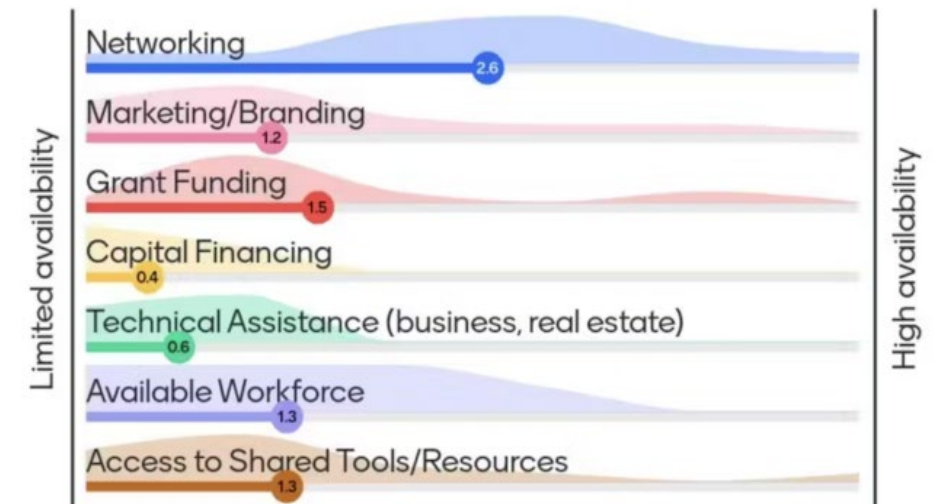 Networking
2.6
Marketing/Branding
1.2
Grant Funding
1.5
Capital Financing
0.4
Technical Assistance (business, real estate)
0.6
Available Workforce
1.3
Access to Shared Tools/Resources
1.3
Limited availability
High availability